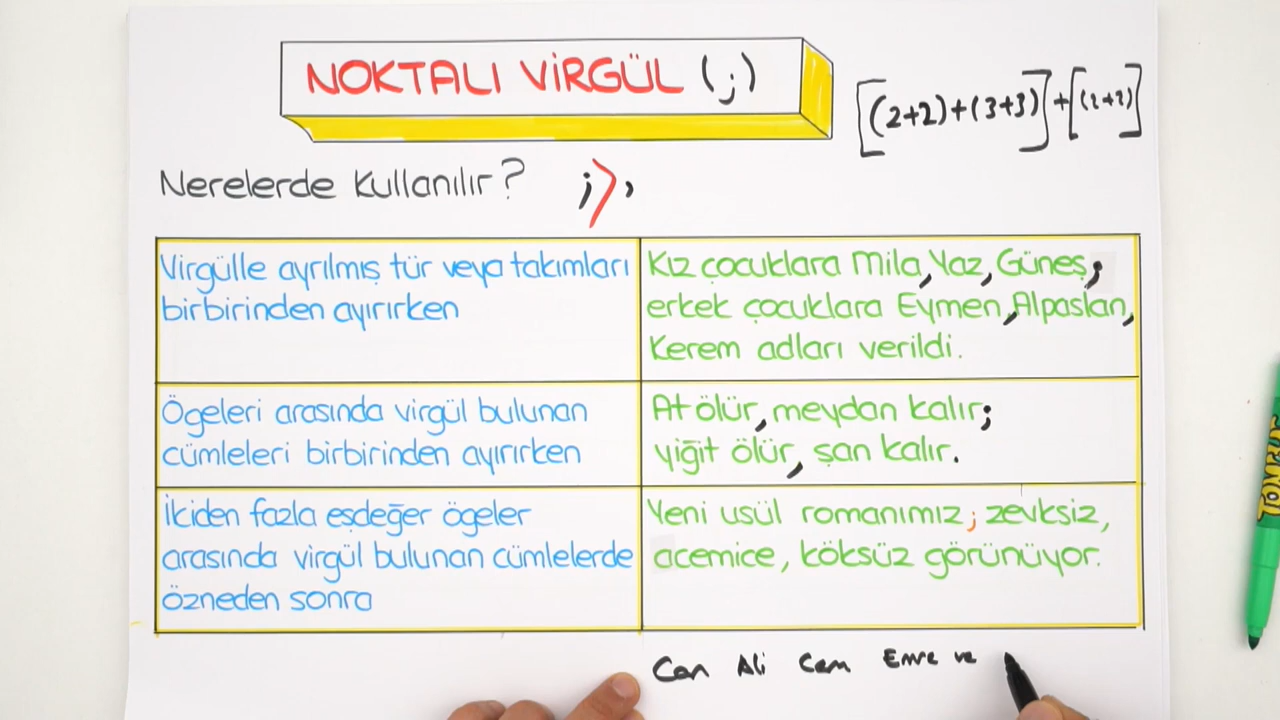 NOKTALI VİRGÜL (;)
[(2+2)+(3+3)]+[(2+2)]
Nerelerde Kullanılır? ; > ,
Virgülle ayrılmış tür veya takımları
birbirinden ayırırken
Kız çocuklara Mila, Yaz, Güneş;
erkek çocuklara Eymen, Alpaslan,
Kerem adları verildi.
Ögeleri arasında virgül bulunan
cümleleri birbirinden ayırırken
At ölür, meydan kalır;
yiğit ölür, şan kalır.
İkiden fazla eşdeğer ögeler
arasında virgül bulunan cümlelerde
özneden sonra
Yeni usül romanımız; zevksiz,
acemice, köksüz görünüyor.
Can Ali Cem Emre ve